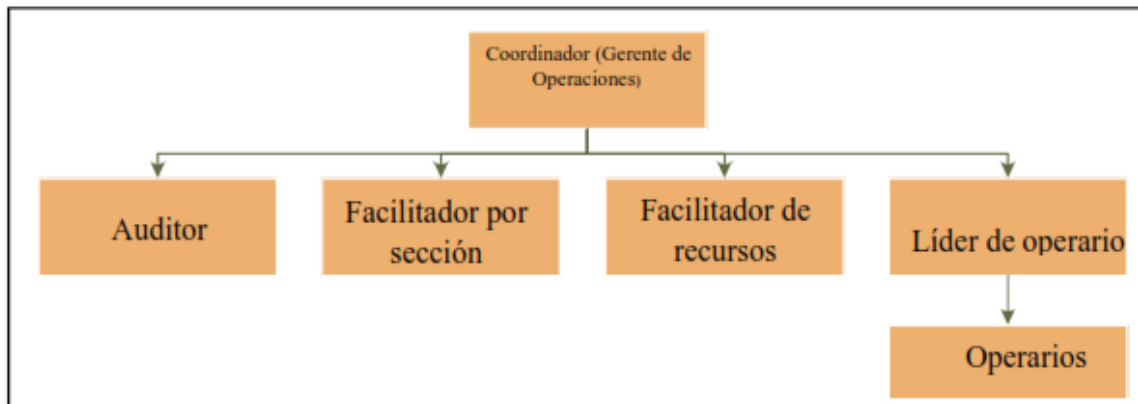 Coordinador (Gerente de
Operaciones)
Auditor
Facilitador por
sección
Facilitador de
recursos
Líder de operario
Operarios